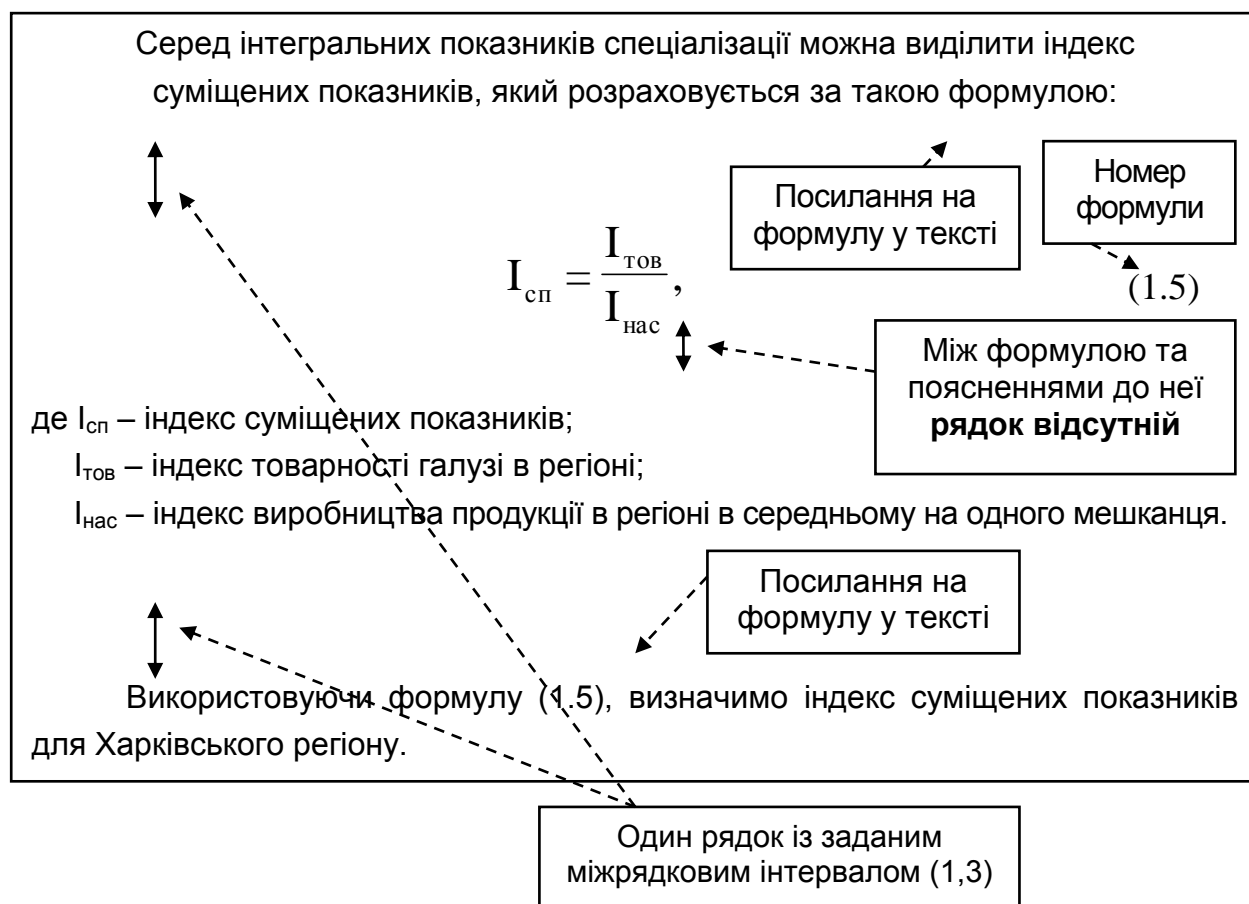 Серед інтегральних показників спеціалізації можна виділити індекс
суміщених показників, який розраховується за такою формулою:
Посилання на
формулу у тексті
Номер
формули
I сп = I тов / I нас ,
(1.5)
Між формулою та
поясненнями до неї
рядок відсутній
де Iсп – індекс суміщених показників;
Iтов – індекс товарності галузі в регіоні;
Iнас – індекс виробництва продукції в регіоні в середньому на одного мешканця.
Посилання на
формулу у тексті
Використовуючи формулу (1.5), визначимо індекс суміщених показників
для Харківського регіону.
Один рядок із заданим
міжрядковим інтервалом (1,3)